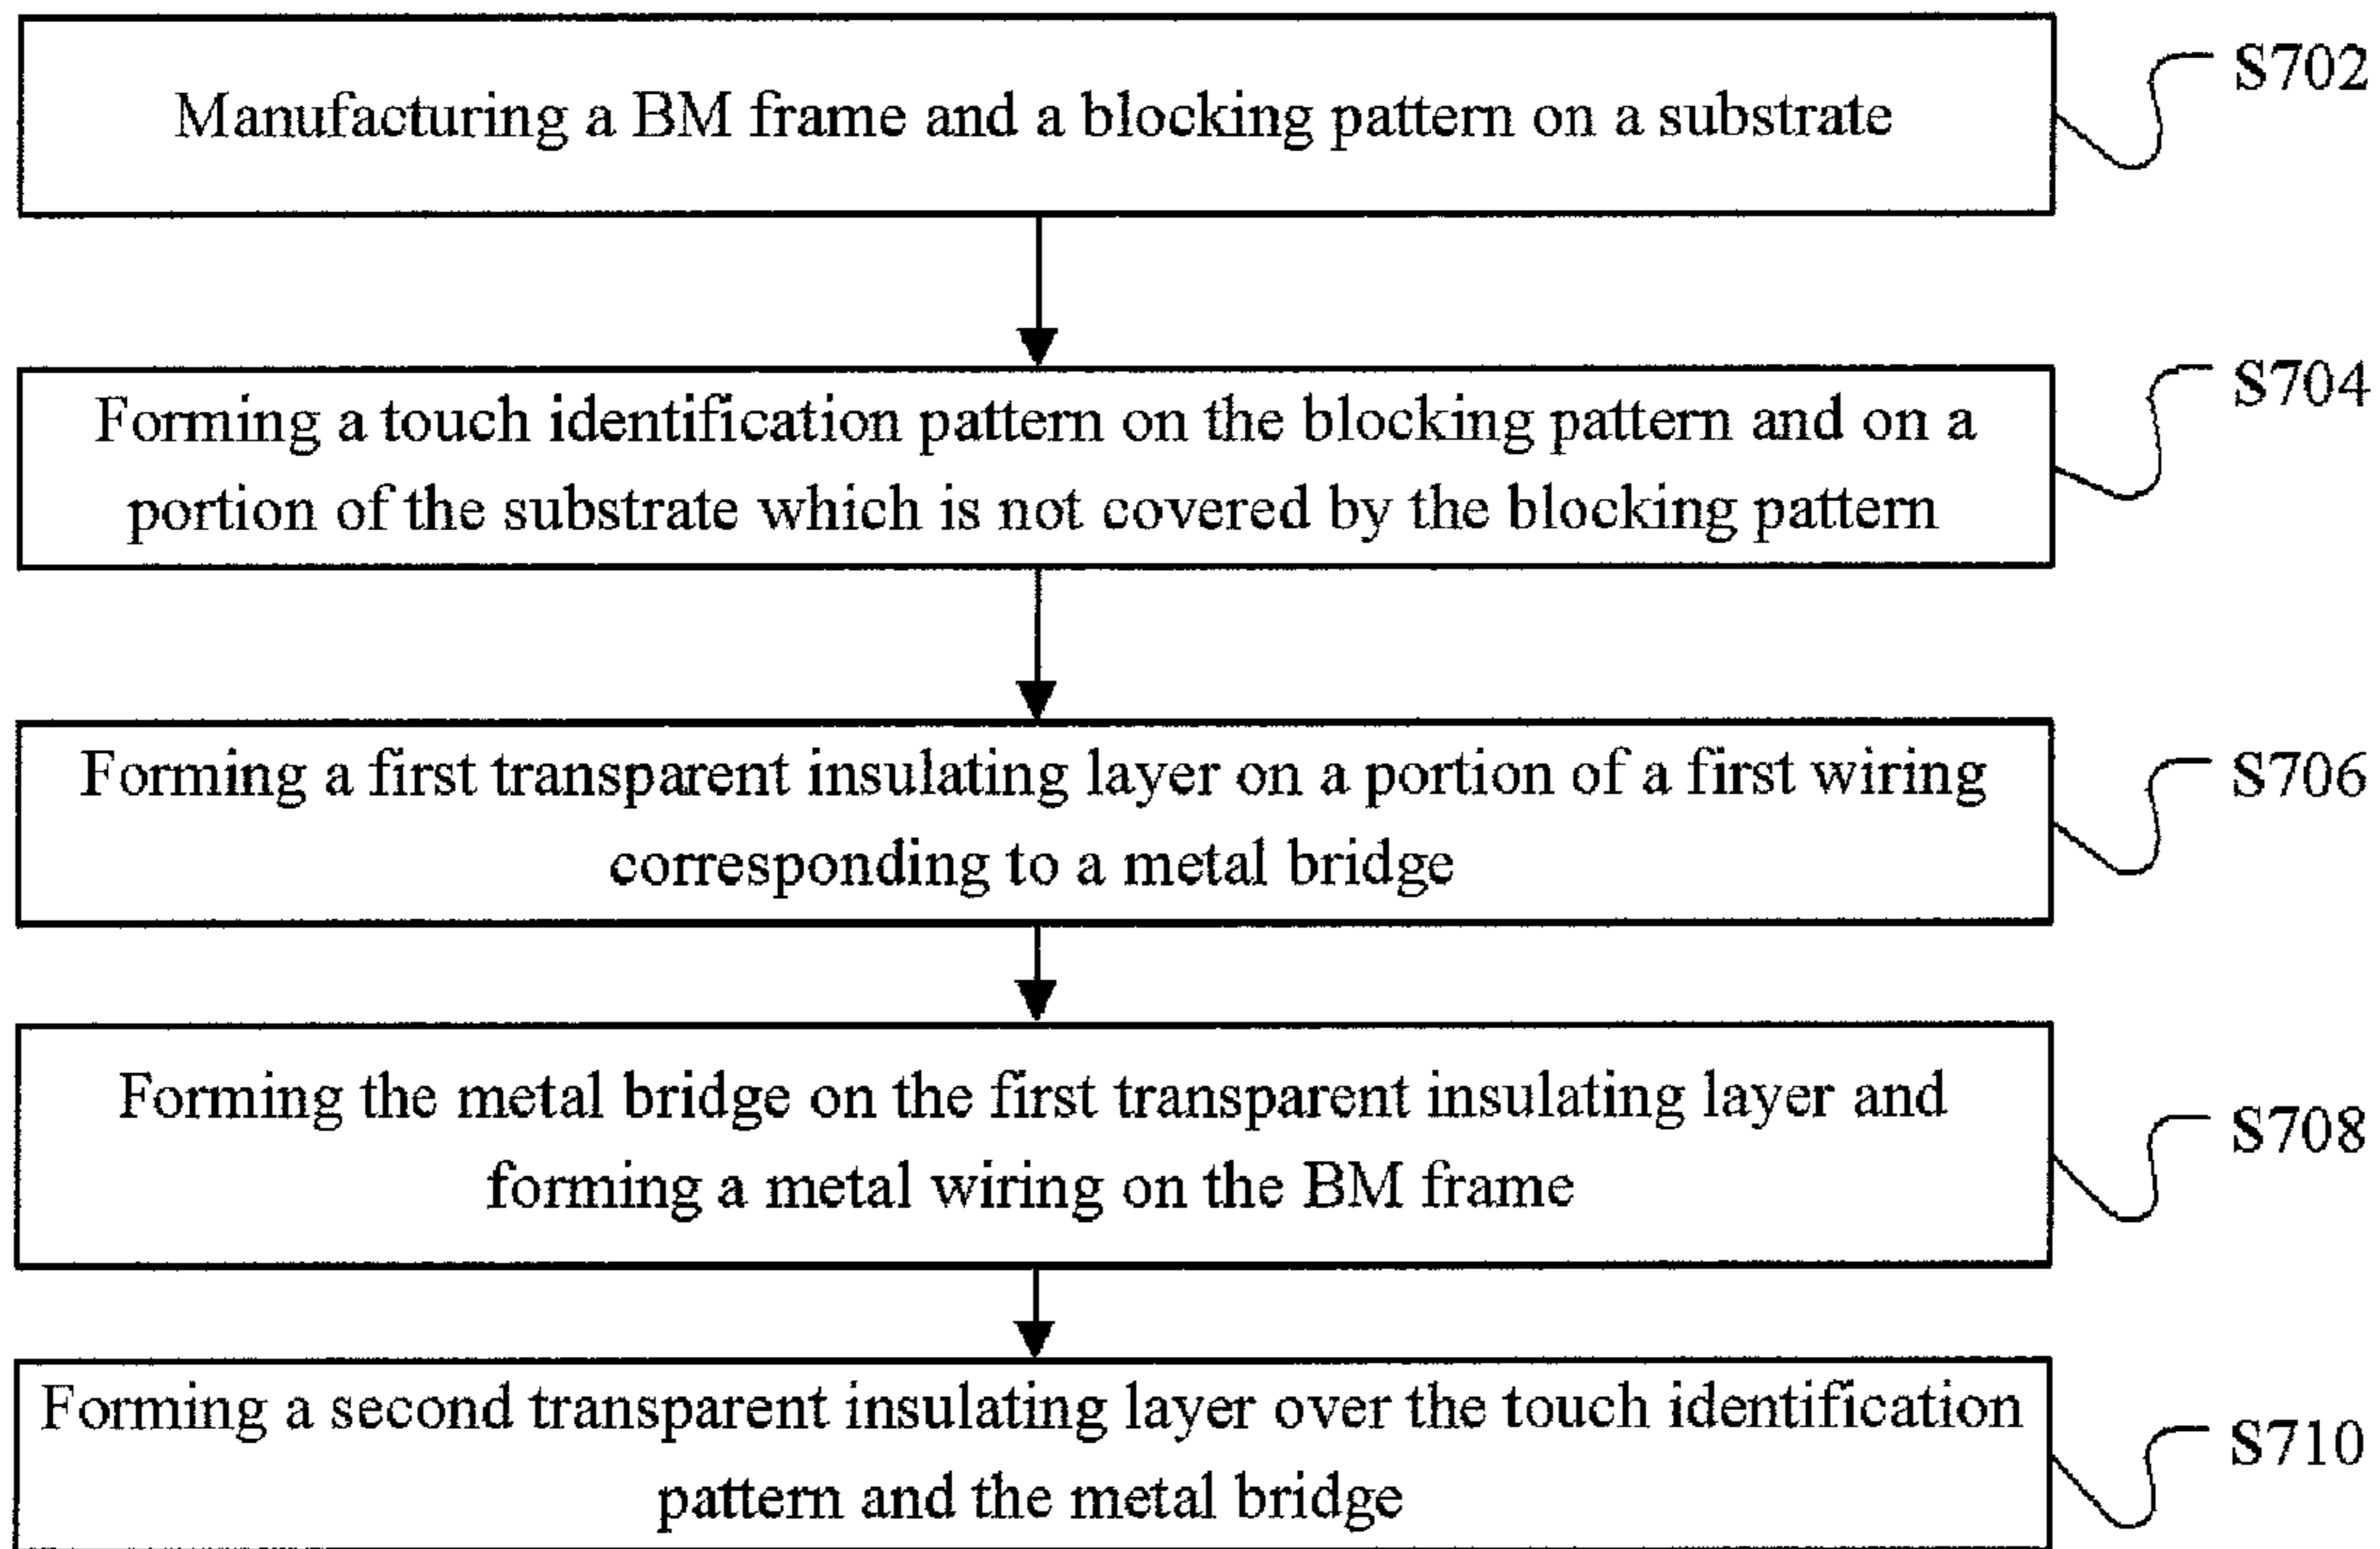 Manufacturing a BM frame and a blocking pattern on a substrate
S702
Forming a touch identification pattern on the blocking pattern and on a
portion of the substrate which is not covered by the blocking pattern
S704
Forming a first transparent insulating layer on a portion of a first wiring
corresponding to a metal bridge
S706
Forming the metal bridge on the first transparent insulating layer and
forming a metal wiring on the BM frame
S708
Forming a second transparent insulating layer over the touch identification
pattern and the metal bridge
S710